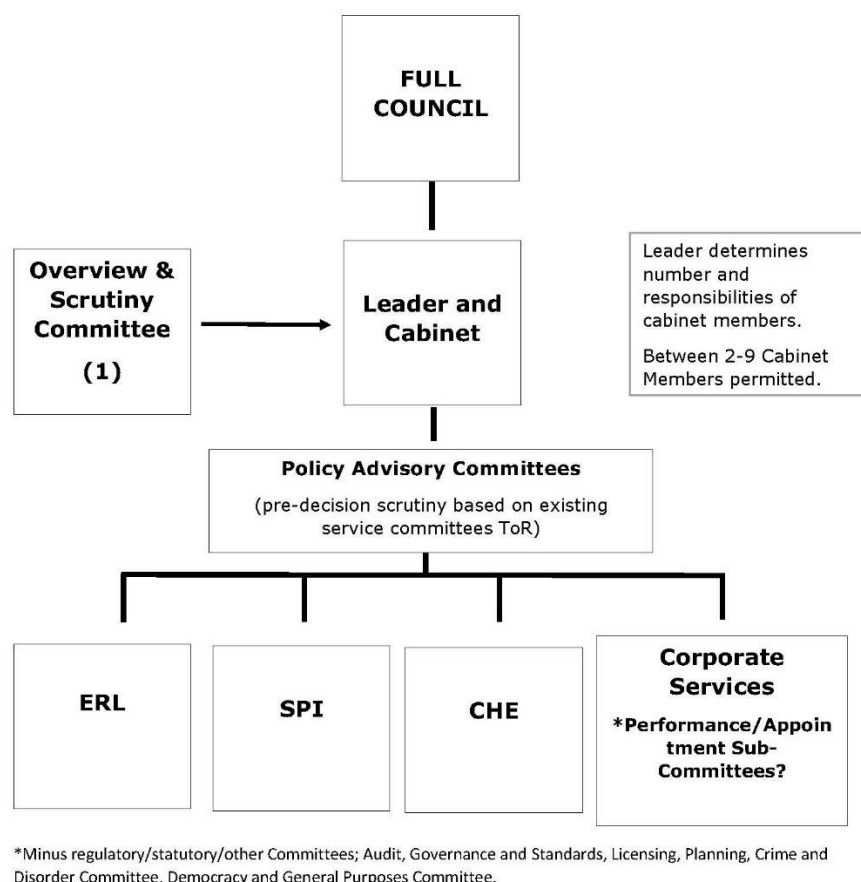 FULL
COUNCIL
Overview &
Scrutiny
Committee
(1)
Leader and
Cabinet
Leader determines
number and
responsibilities of
cabinet members.
Between 2-9 Cabinet
Members permitted.
Policy Advisory Committees
(pre-decision scrutiny based on existing
service committees ToR)
ERL
SPI
CHE
Corporate
Services
*Performance/Appoin
tment Sub-
Committees?
*Minus regulatory/statutory/other Committees; Audit, Governance and Standards, Licensing, Planning, Crime and
Disorder Committee, Democracy and General Purposes Committee.